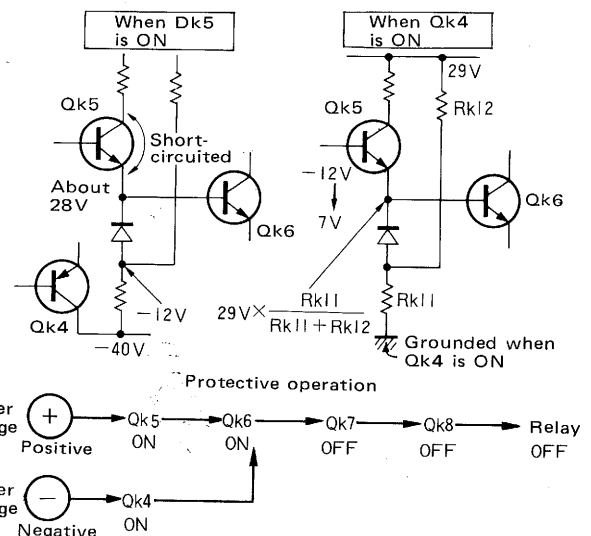 When Dk5
is ON
Qk5
Short-
circuited
About
28V
Qk6
Qk4
-12V
-40V
When Qk4
is ON
29V
Qk5
Rk12
-12V
7V
Qk6
29V× Rk11
Rk11+Rk12
Rk11
Grounded when
Qk4 is ON
Protective operation
+
Positive
Qk5
ON
Qk6
ON
Qk7
OFF
Qk8
OFF
Relay
OFF
−
Negative
Qk4
ON